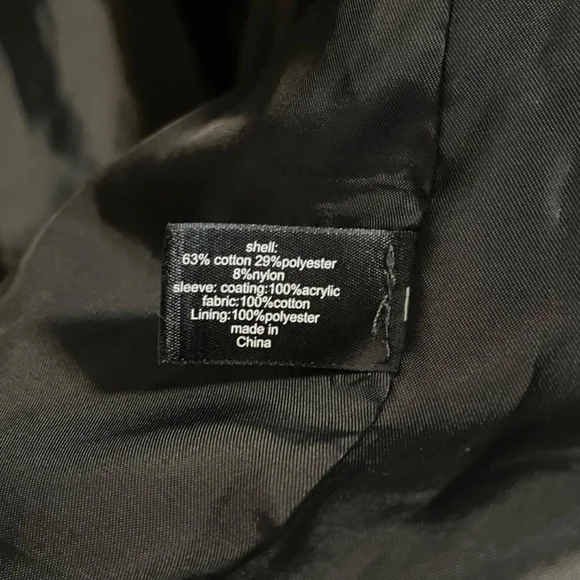 shell:
63% cotton 29%polyester
8%nylon
sleeve: coating:100%acrylic
fabric:100%cotton
Lining:100%polyester
made in
China